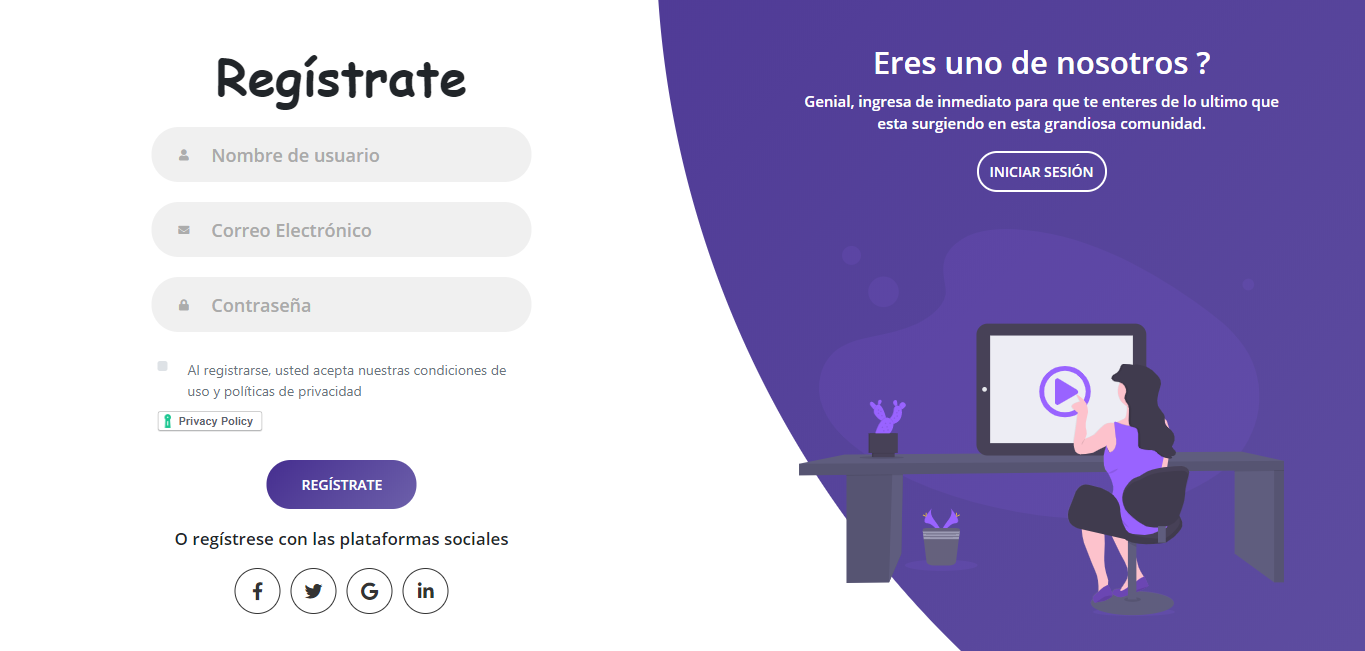 Regístrate
Nombre de usuario
Correo Electrónico
Contraseña
Al registrarse, usted acepta nuestras condiciones de
uso y políticas de privacidad
Privacy Policy
REGÍSTRATE
O regístrese con las plataformas sociales
Eres uno de nosotros ?
Genial, ingresa de inmediato para que te enteres de lo ultimo que
esta surgiendo en esta grandiosa comunidad.
INICIAR SESIÓN